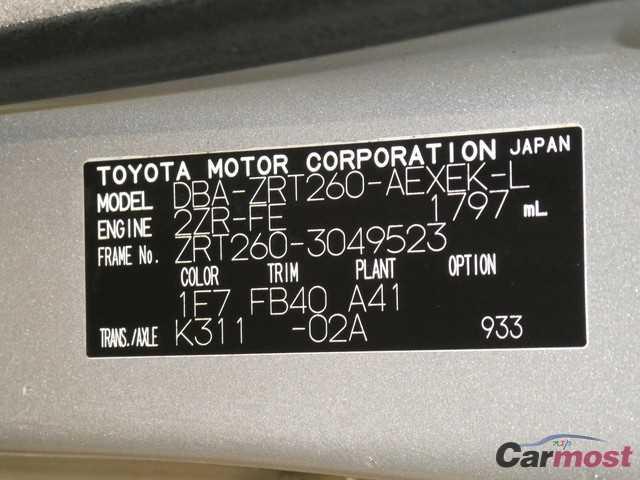 TOYOTA MOTOR CORPORATION JAPAN
MODEL DBA-ZRT260-AEXEK-L
ENGINE 2ZR-FE 1797 mL
FRAME No. ZRT260-3049523
COLOR TRIM PLANT OPTION
1E7 FB40 A41
TRANS./AXLE K311 -02A 933
Carmost